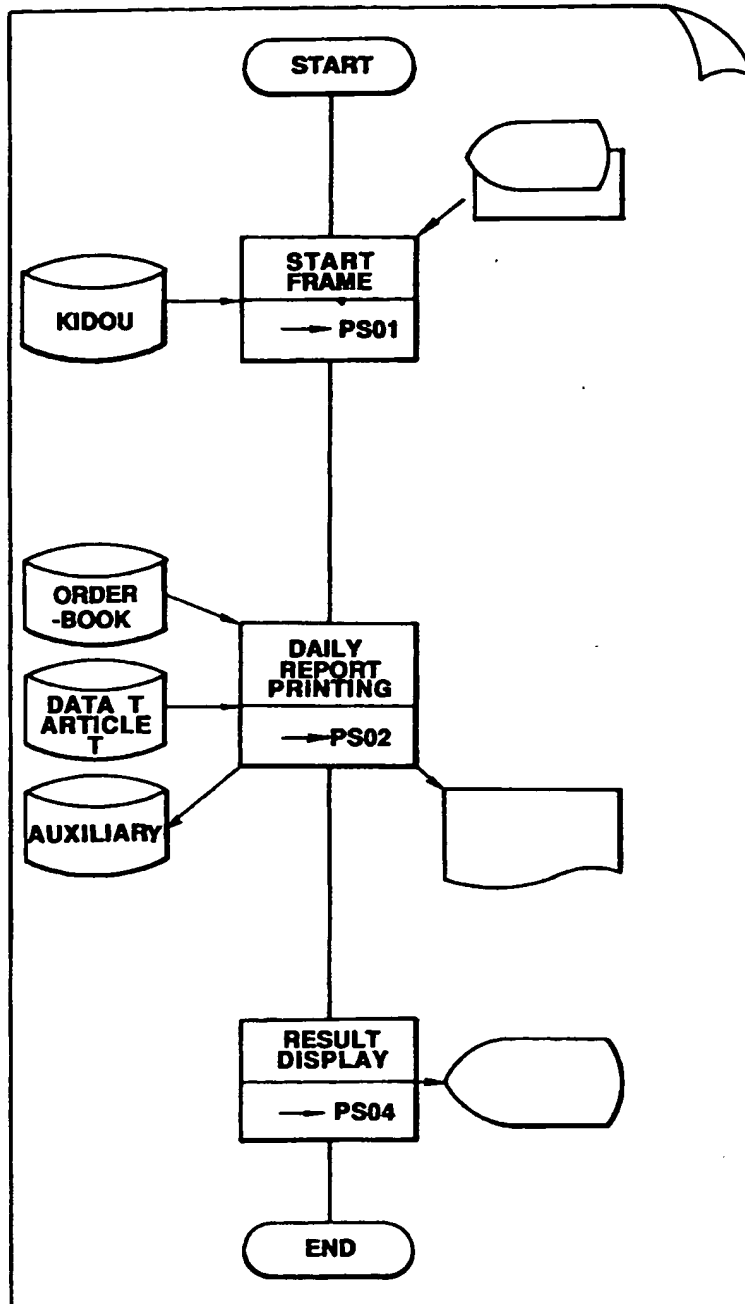 START
START
FRAME
→ PS01
KIDOU
ORDER
-BOOK
DAILY
REPORT
PRINTING
→ PS02
DATA T
ARTICLE
T
AUXILIARY
RESULT
DISPLAY
→ PS04
END